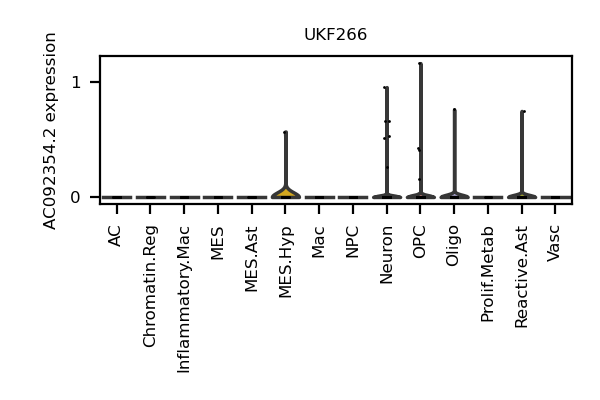 UKF266
AC092354.2 expression
1
0
AC
Chromatin.Reg
Inflammatory.Mac
MES
MES.Ast
MES.Hyp
Mac
NPC
Neuron
OPC
Oligo
Prolif.Metab
Reactive.Ast
Vasc